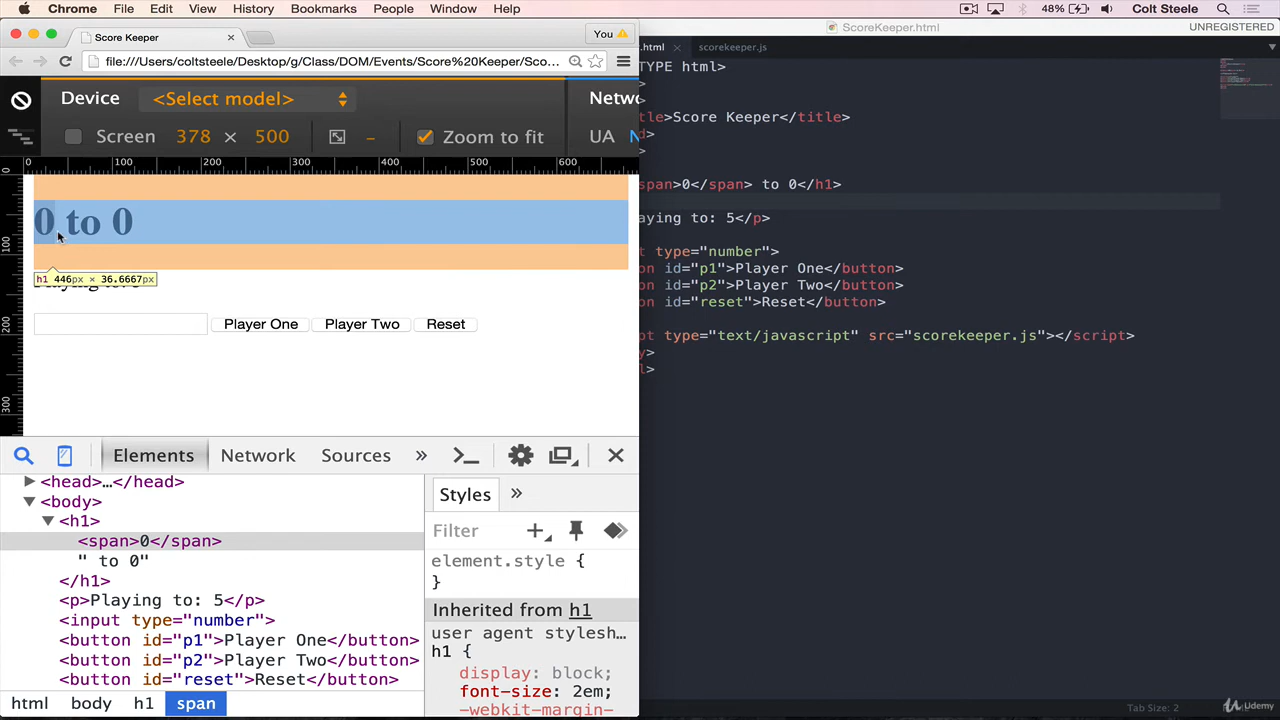 Chrome File Edit View History Bookmarks People Window Help 48% Colt Steele
Score Keeper × You
ScoreKeeper.html UNREGISTERED
file:///Users/coltsteele/Desktop/g/Class/DOM/Events/Score%20Keeper/Sco...
.html × scorekeeper.js
Device <Select model> Netw
Screen 378 × 500 – Zoom to fit UA N
0 100 200 300 400 500 600
0 100 200 300
0 to 0
h1 446px × 36.6667px
Player One Player Two Reset
TYPE html>
>
tle>Score Keeper</title>
d>
>
span>0</span> to 0</h1>
aying to: 5</p>
t type="number">
on id="p1">Player One</button>
on id="p2">Player Two</button>
on id="reset">Reset</button>
pt type="text/javascript" src="scorekeeper.js"></script>
y>
l>
Elements Network Sources »
▶<head>…</head>
▼<body>
▼<h1>
<span>0</span>
" to 0"
</h1>
<p>Playing to: 5</p>
<input type="number">
<button id="p1">Player One</button>
<button id="p2">Player Two</button>
<button id="reset">Reset</button>
html body h1 span
Styles »
Filter
element.style {
}
Inherited from h1
user agent stylesh…
h1 {
display: block;
font-size: 2em;
-webkit-margin-
Tab Size: 2
Udemy